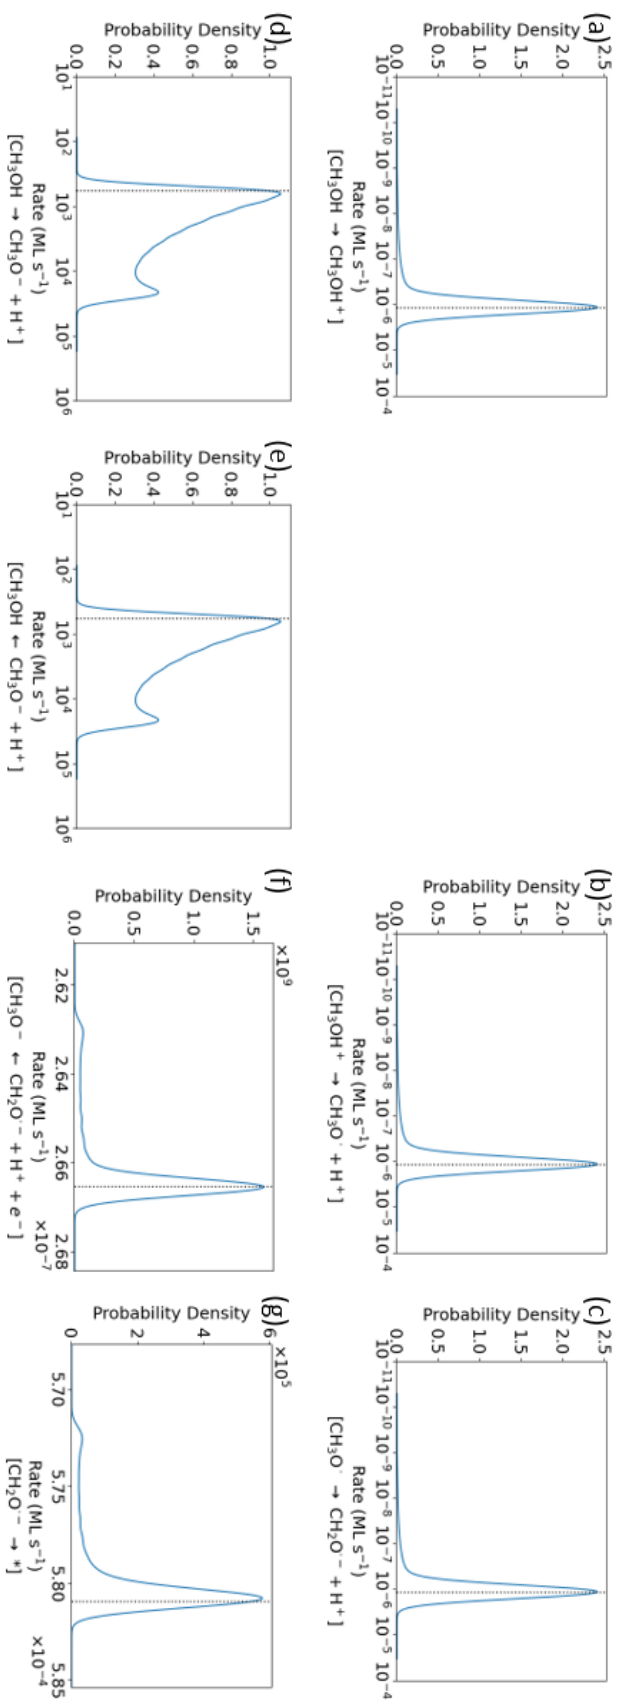 (a)
Probability Density
2.5
2.0
1.5
1.0
0.5
0.0
10⁻¹¹ 10⁻¹⁰ 10⁻⁹ 10⁻⁸ 10⁻⁷ 10⁻⁶ 10⁻⁵ 10⁻⁴
Rate (ML s⁻¹)
[CH₃OH → CH₃OH⁺]
(b)
Probability Density
2.5
2.0
1.5
1.0
0.5
0.0
10⁻¹¹ 10⁻¹⁰ 10⁻⁹ 10⁻⁸ 10⁻⁷ 10⁻⁶ 10⁻⁵ 10⁻⁴
Rate (ML s⁻¹)
[CH₃OH⁺ → CH₃O˙ + H⁺]
(c)
Probability Density
2.5
2.0
1.5
1.0
0.5
0.0
10⁻¹¹ 10⁻¹⁰ 10⁻⁹ 10⁻⁸ 10⁻⁷ 10⁻⁶ 10⁻⁵ 10⁻⁴
Rate (ML s⁻¹)
[CH₃O˙ → CH₂O˙⁻ + H⁺]
(d)
Probability Density
1.0
0.8
0.6
0.4
0.2
0.0
10¹ 10² 10³ 10⁴ 10⁵ 10⁶
Rate (ML s⁻¹)
[CH₃OH → CH₃O⁻ + H⁺]
(e)
Probability Density
1.0
0.8
0.6
0.4
0.2
0.0
10¹ 10² 10³ 10⁴ 10⁵ 10⁶
Rate (ML s⁻¹)
[CH₃OH ← CH₃O⁻ + H⁺]
(f)
×10⁹
Probability Density
1.5
1.0
0.5
0.0
2.62 2.64 2.66 2.68
×10⁻⁷
Rate (ML s⁻¹)
[CH₃O⁻ ← CH₂O˙⁻ + H⁺ + e⁻]
(g)
×10⁵
Probability Density
6
4
2
0
5.70 5.75 5.80 5.85
×10⁻⁴
Rate (ML s⁻¹)
[CH₂O˙⁻ → *]